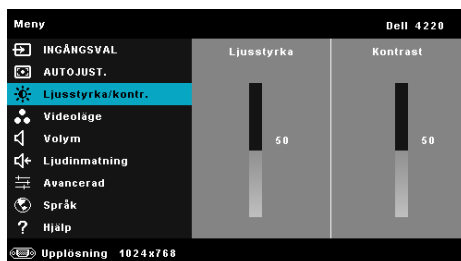 Meny Dell 4220
INGÅNGSVAL
AUTOJUST.
Ljusstyrka/kontr.
Videoläge
Volym
Ljudinmatning
Avancerad
Språk
Hjälp
Ljusstyrka Kontrast
50 50
Upplösning 1024x768